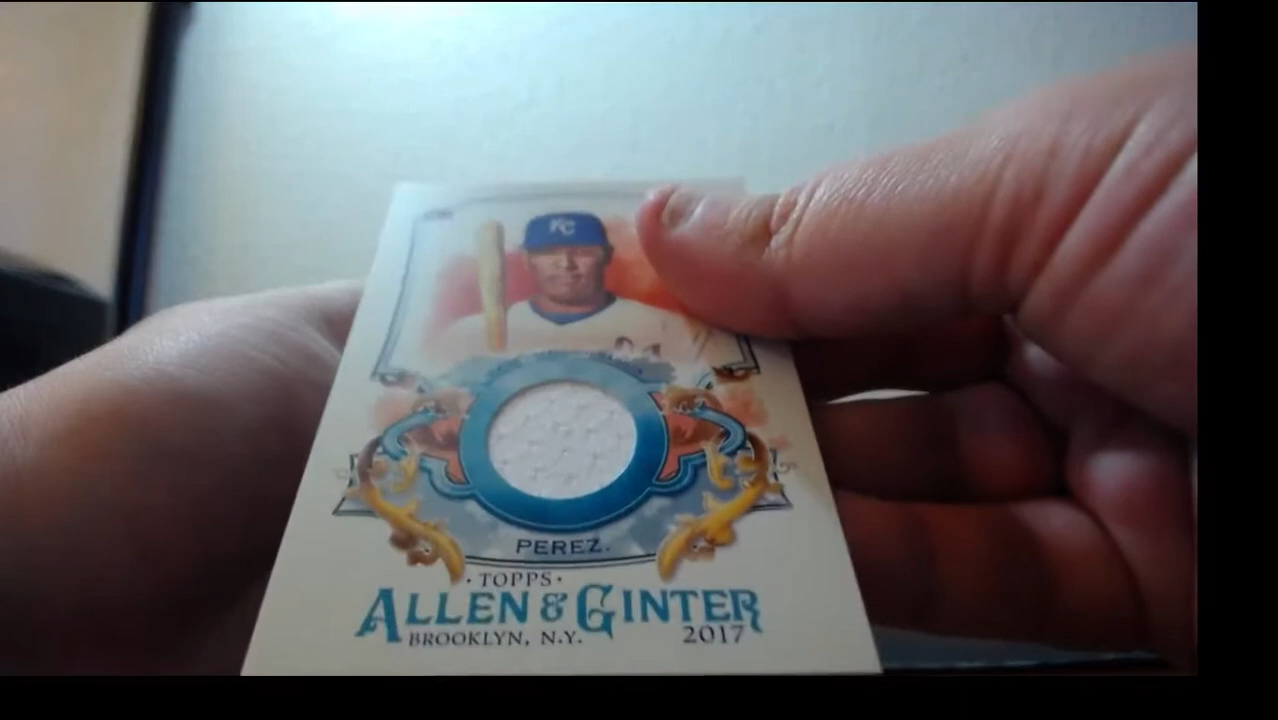 KC
PEREZ.
· TOPPS ·
ALLEN & GINTER
BROOKLYN, N.Y. 2017